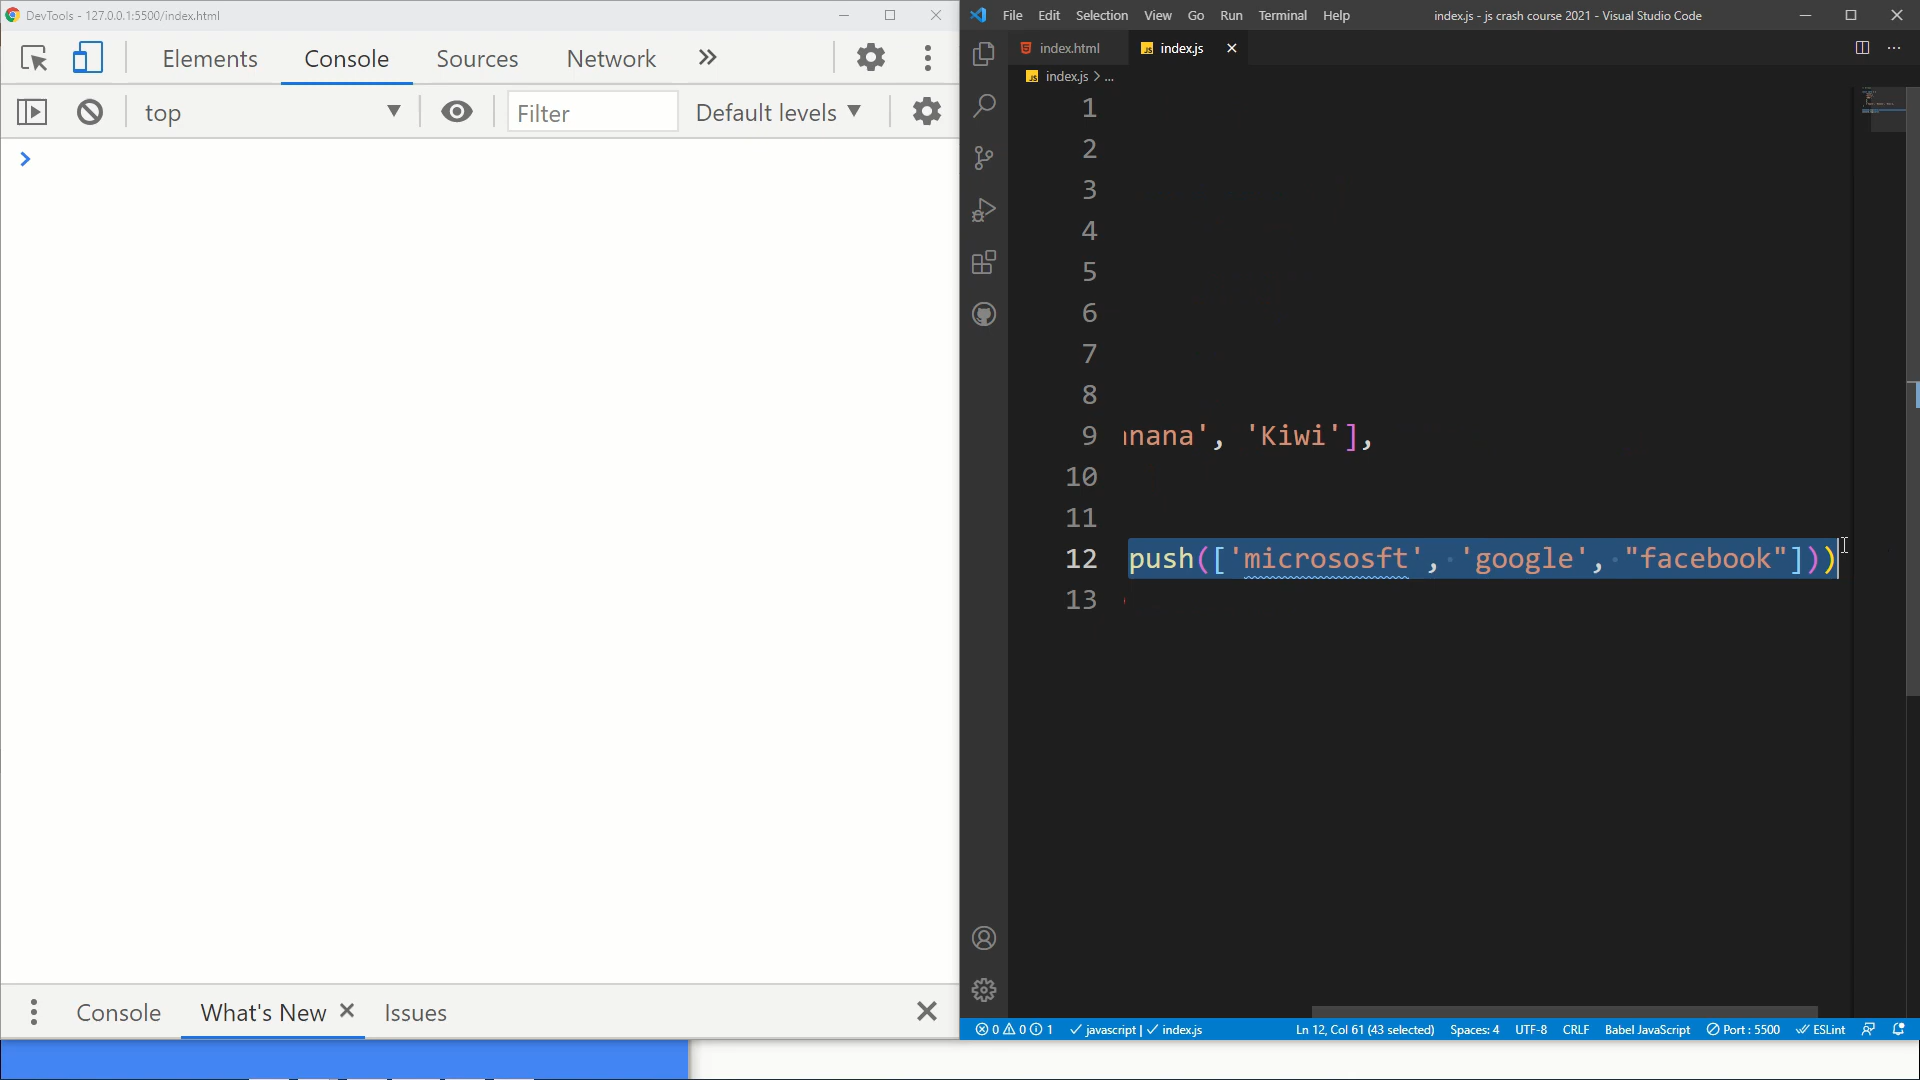 DevTools - 127.0.0.1:5500/index.html
Elements Console Sources Network
top Filter Default levels
Console What's New Issues
File Edit Selection View Go Run Terminal Help index.js - js crash course 2021 - Visual Studio Code
index.html index.js
index.js > ...
1
2
3
4
5
6
7
8
9 anana', 'Kiwi'],
10
11
12 push(['micrososft', 'google', "facebook"]))
13
0 0 1 javascript | index.js Ln 12, Col 61 (43 selected) Spaces: 4 UTF-8 CRLF Babel JavaScript Port : 5500 ESLint